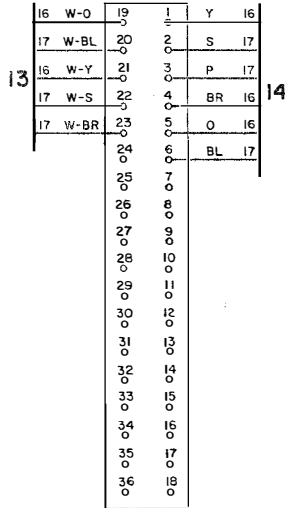 16 W-O 19 1 Y 16
17 W-BL 20 2 S 17
16 W-Y 21 3 P 17
13
17 W-S 22 4 BR 16
14
17 W-BR 23 5 O 16
24 6 BL 17
25 7
26 8
27 9
28 10
29 11
30 12
31 13
32 14
33 15
34 16
35 17
36 18